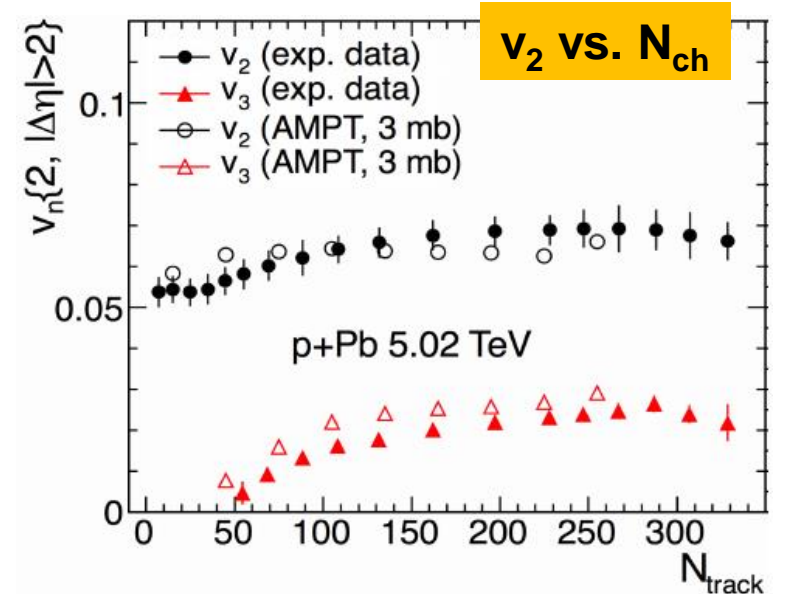 v2 vs. Nch
v2 (exp. data)
v3 (exp. data)
v2 (AMPT, 3 mb)
v3 (AMPT, 3 mb)
vn{2, |Δη|>2}
0.1
0.05
0
p+Pb 5.02 TeV
0 50 100 150 200 250 300
Ntrack